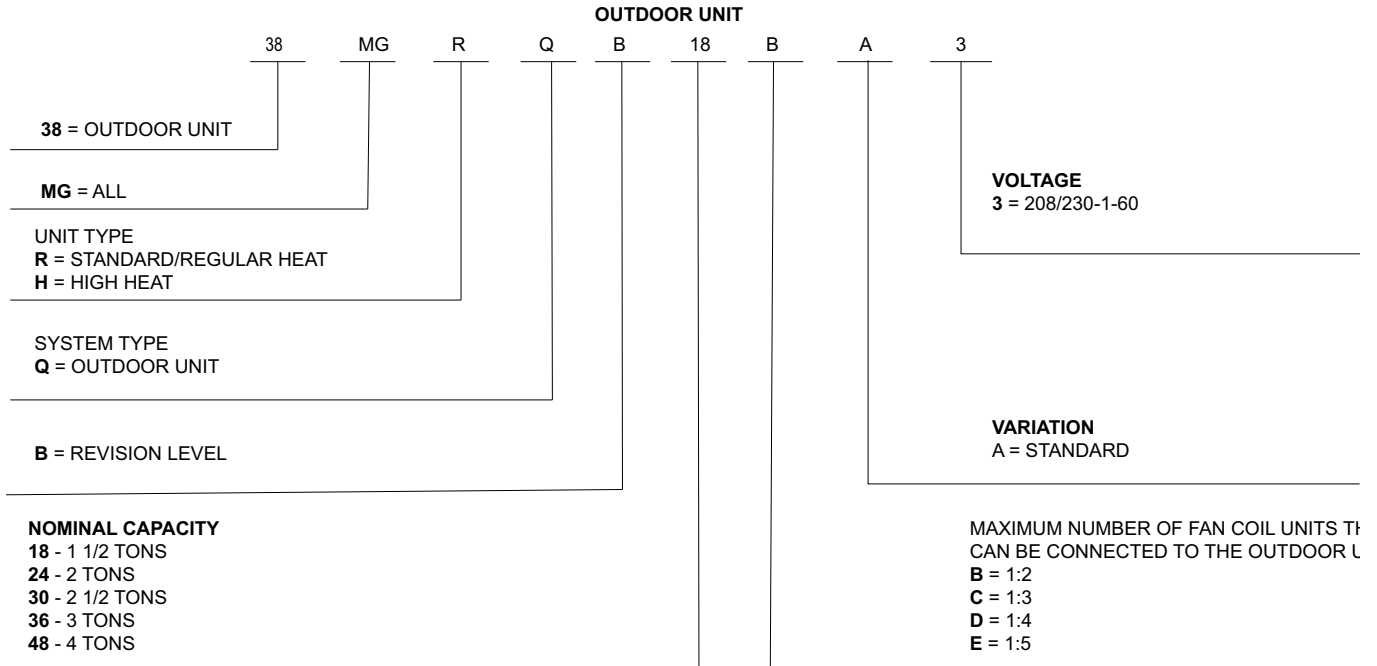 OUTDOOR UNIT
38 MG R Q B 18 B A 3
38 = OUTDOOR UNIT
MG = ALL
UNIT TYPE
R = STANDARD/REGULAR HEAT
H = HIGH HEAT
SYSTEM TYPE
Q = OUTDOOR UNIT
B = REVISION LEVEL
NOMINAL CAPACITY
18 - 1 1/2 TONS
24 - 2 TONS
30 - 2 1/2 TONS
36 - 3 TONS
48 - 4 TONS
VOLTAGE
3 = 208/230-1-60
VARIATION
A = STANDARD
MAXIMUM NUMBER OF FAN COIL UNITS
CAN BE CONNECTED TO THE OUTDOOR
B = 1:2
C = 1:3
D = 1:4
E = 1:5